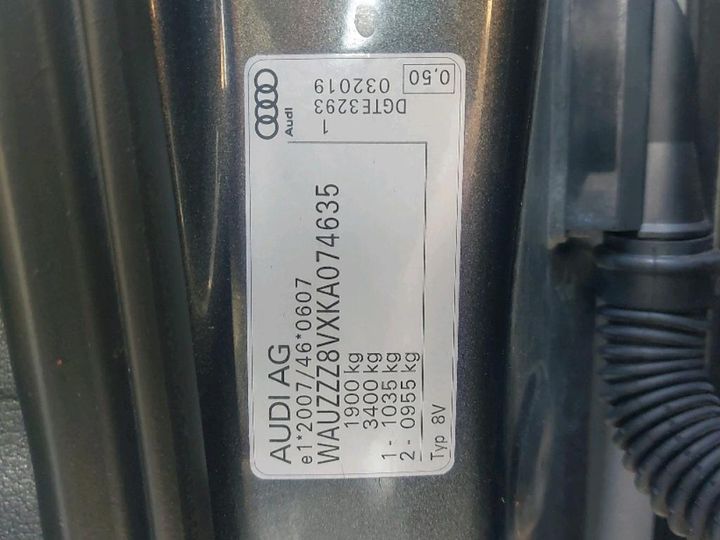 AUDI AG
e1*2007/46*0607
WAUZZZ8VXKA074635
1900 kg
3400 kg
1 - 1035 kg
2 - 0955 kg
Typ 8V
Audi
1
DGTE3293
032019
0,50